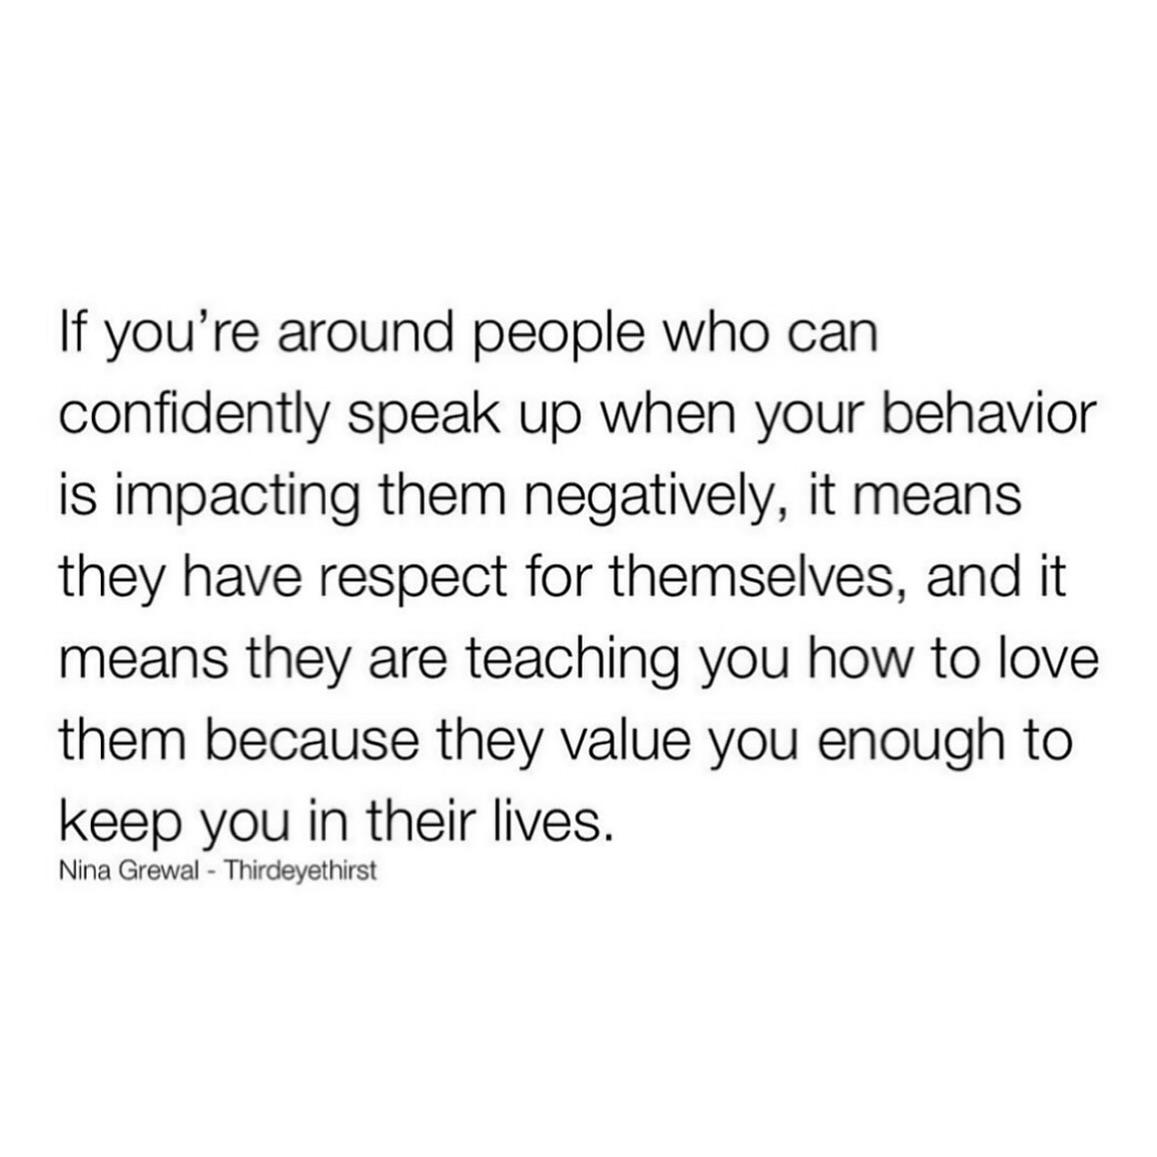 If you’re around people who can
confidently speak up when your behavior
is impacting them negatively, it means
they have respect for themselves, and it
means they are teaching you how to love
them because they value you enough to
keep you in their lives.
Nina Grewal - Thirdeyethirst